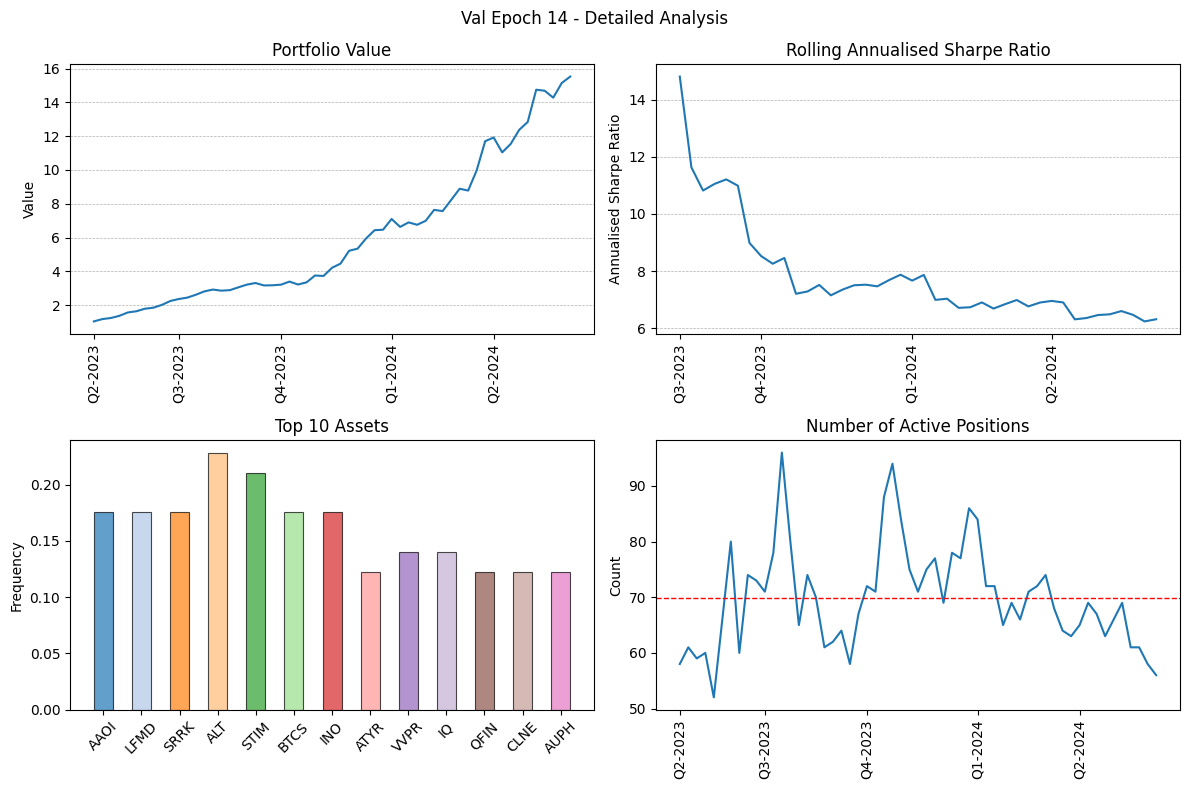 Val Epoch 14 - Detailed Analysis
Portfolio Value
Value
16
14
12
10
8
6
4
2
Q2-2023
Q3-2023
Q4-2023
Q1-2024
Q2-2024
Rolling Annualised Sharpe Ratio
Annualised Sharpe Ratio
14
12
10
8
6
Q3-2023
Q4-2023
Q1-2024
Q2-2024
Top 10 Assets
Frequency
0.20
0.15
0.10
0.05
0.00
AAOI
LFMD
SRRK
ALT
STIM
BTCS
INO
ATYR
VVPR
IQ
QFIN
CLNE
AUPH
Number of Active Positions
Count
90
80
70
60
50
Q2-2023
Q3-2023
Q4-2023
Q1-2024
Q2-2024